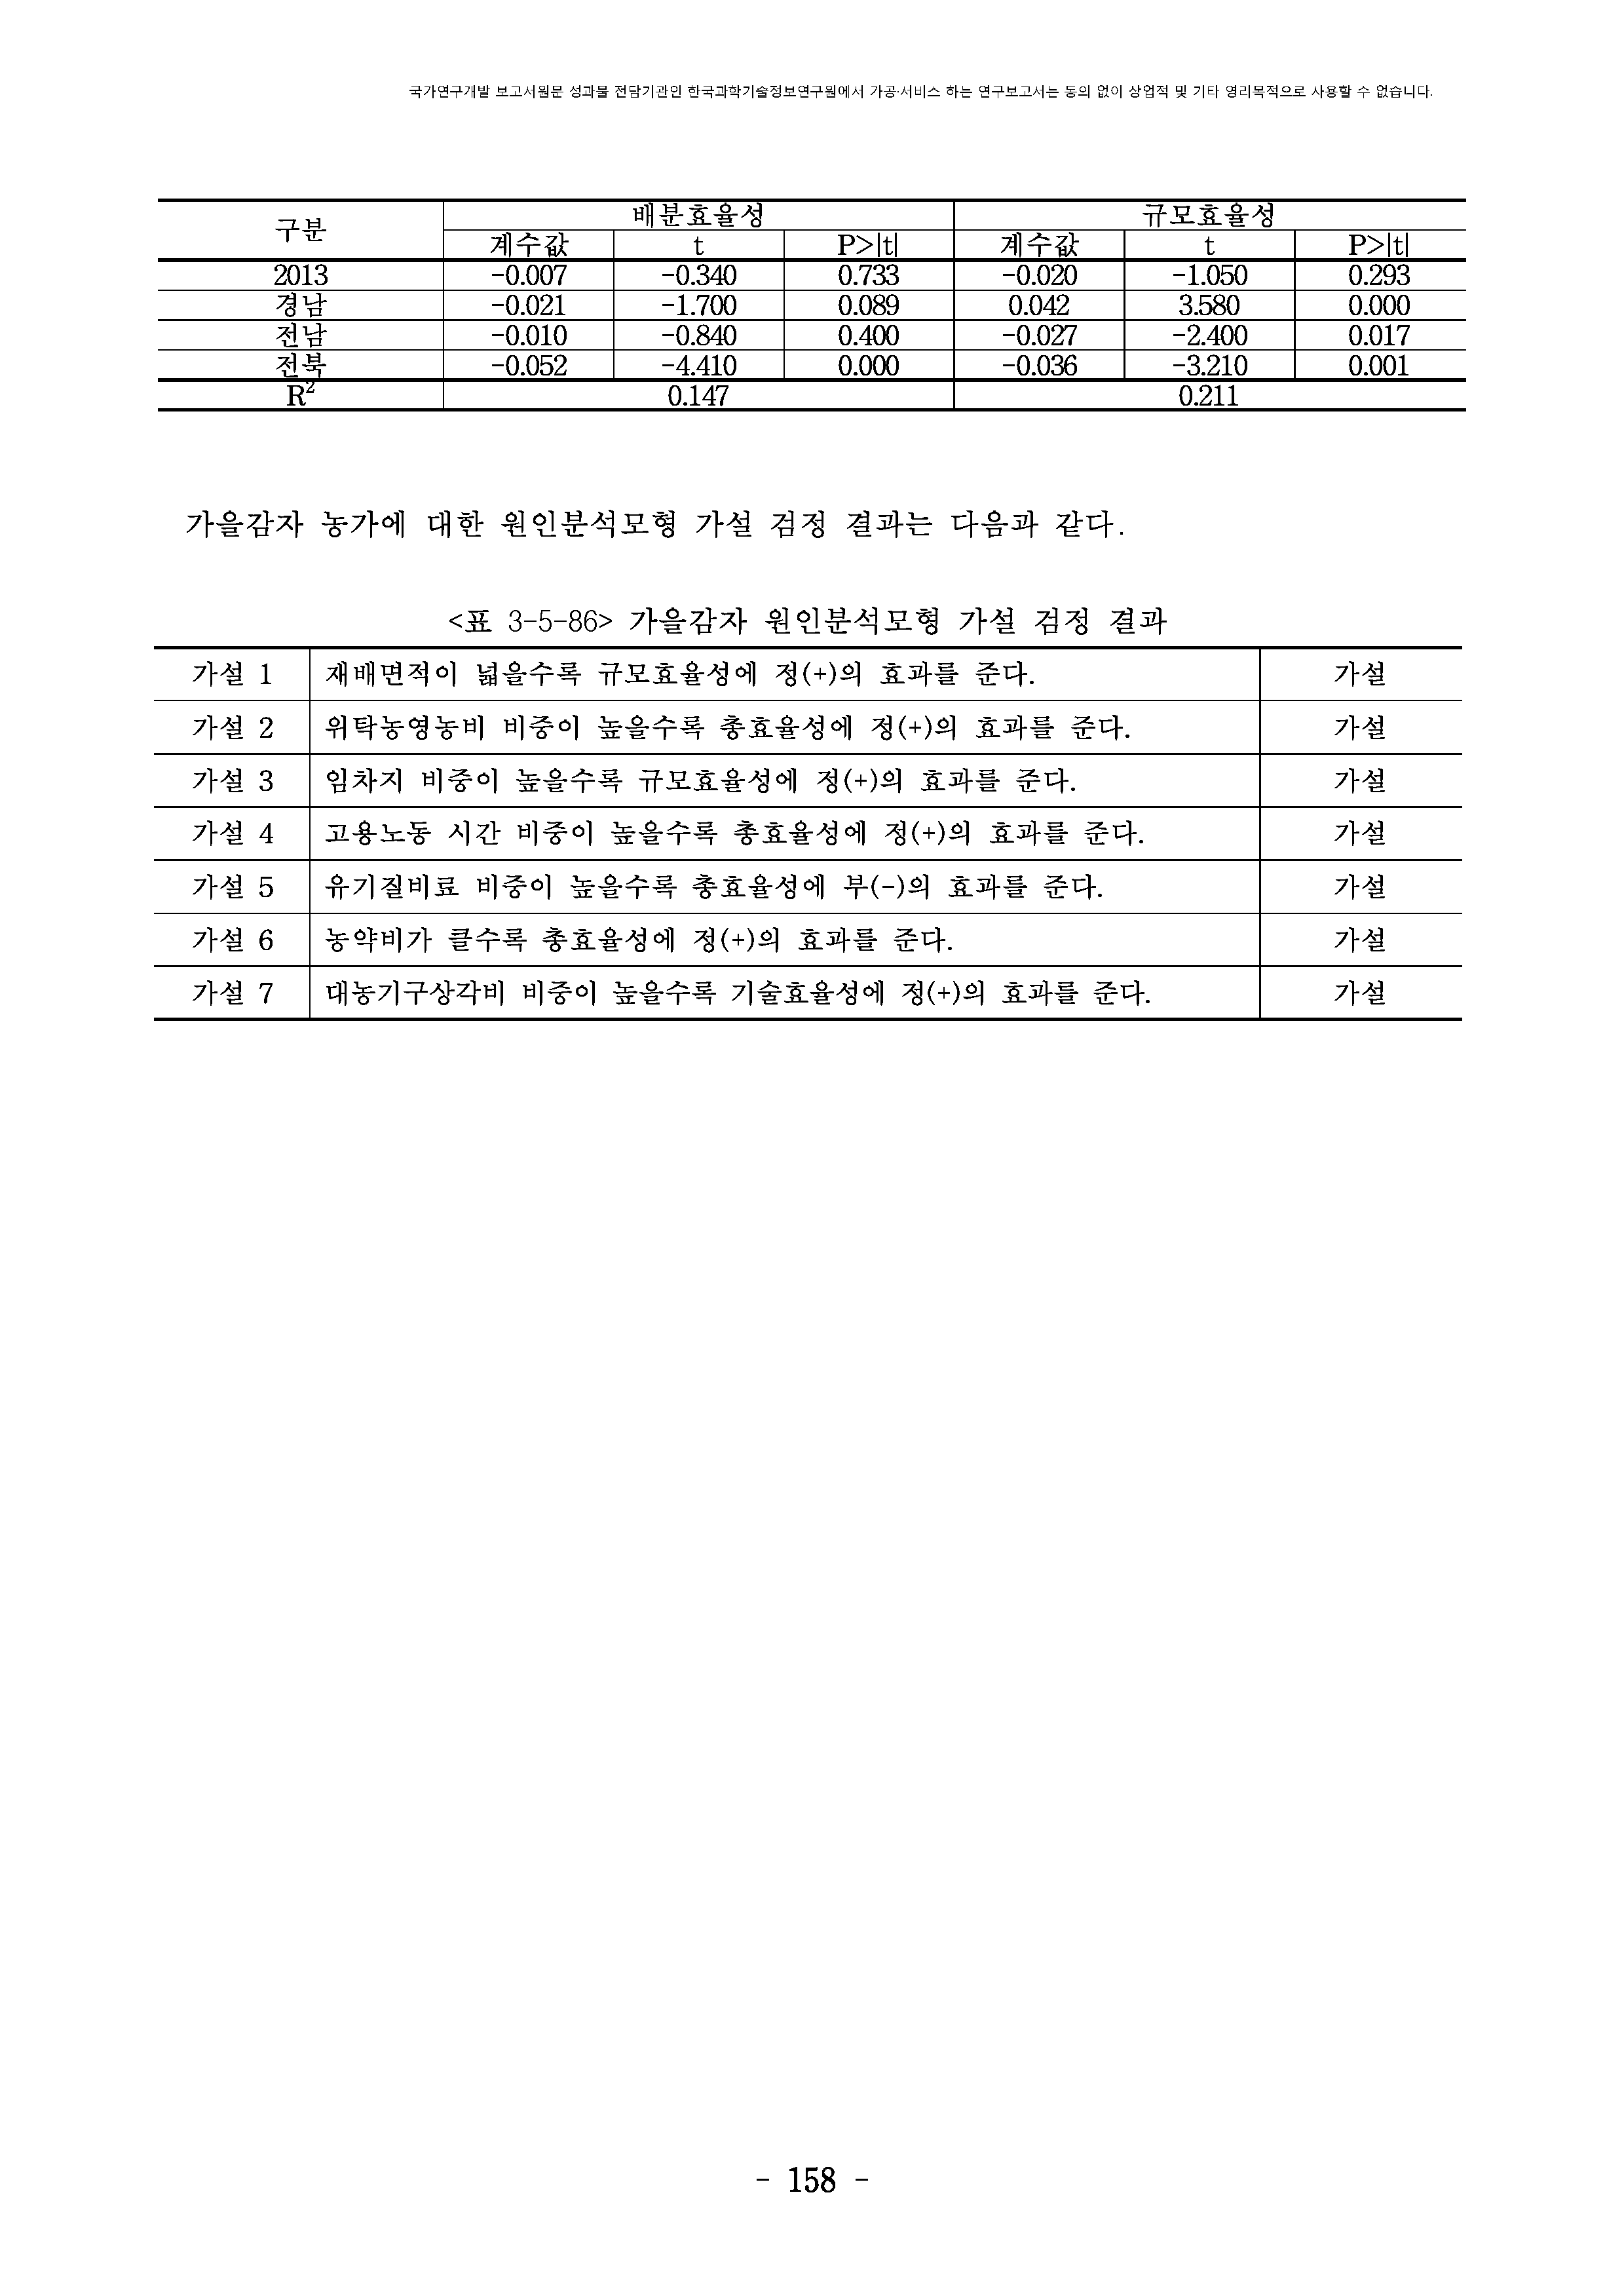 국가연구개발 보고서원문 성과물 전담기관인 한국과학기술정보연구원에서 가공·서비스 하는 연구보고서는 동의 없이 상업적 및 기타 영리목적으로 사용할 수 없습니다.
구분 배분효율성 규모효율성
계수값 t P>|t| 계수값 t P>|t|
2013 -0.007 -0.340 0.733 -0.020 -1.050 0.293
경남 -0.021 -1.700 0.089 0.042 3.580 0.000
전남 -0.010 -0.840 0.400 -0.027 -2.400 0.017
전북 -0.052 -4.410 0.000 -0.036 -3.210 0.001
R² 0.147 0.211
가을감자 농가에 대한 원인분석모형 가설 검정 결과는 다음과 같다.
<표 3-5-86> 가을감자 원인분석모형 가설 검정 결과
가설 1 재배면적이 넓을수록 규모효율성에 정(+)의 효과를 준다. 가설
가설 2 위탁농영농비 비중이 높을수록 총효율성에 정(+)의 효과를 준다. 가설
가설 3 임차지 비중이 높을수록 규모효율성에 정(+)의 효과를 준다. 가설
가설 4 고용노동 시간 비중이 높을수록 총효율성에 정(+)의 효과를 준다. 가설
가설 5 유기질비료 비중이 높을수록 총효율성에 부(-)의 효과를 준다. 가설
가설 6 농약비가 클수록 총효율성에 정(+)의 효과를 준다. 가설
가설 7 대농기구상각비 비중이 높을수록 기술효율성에 정(+)의 효과를 준다. 가설
- 158 -